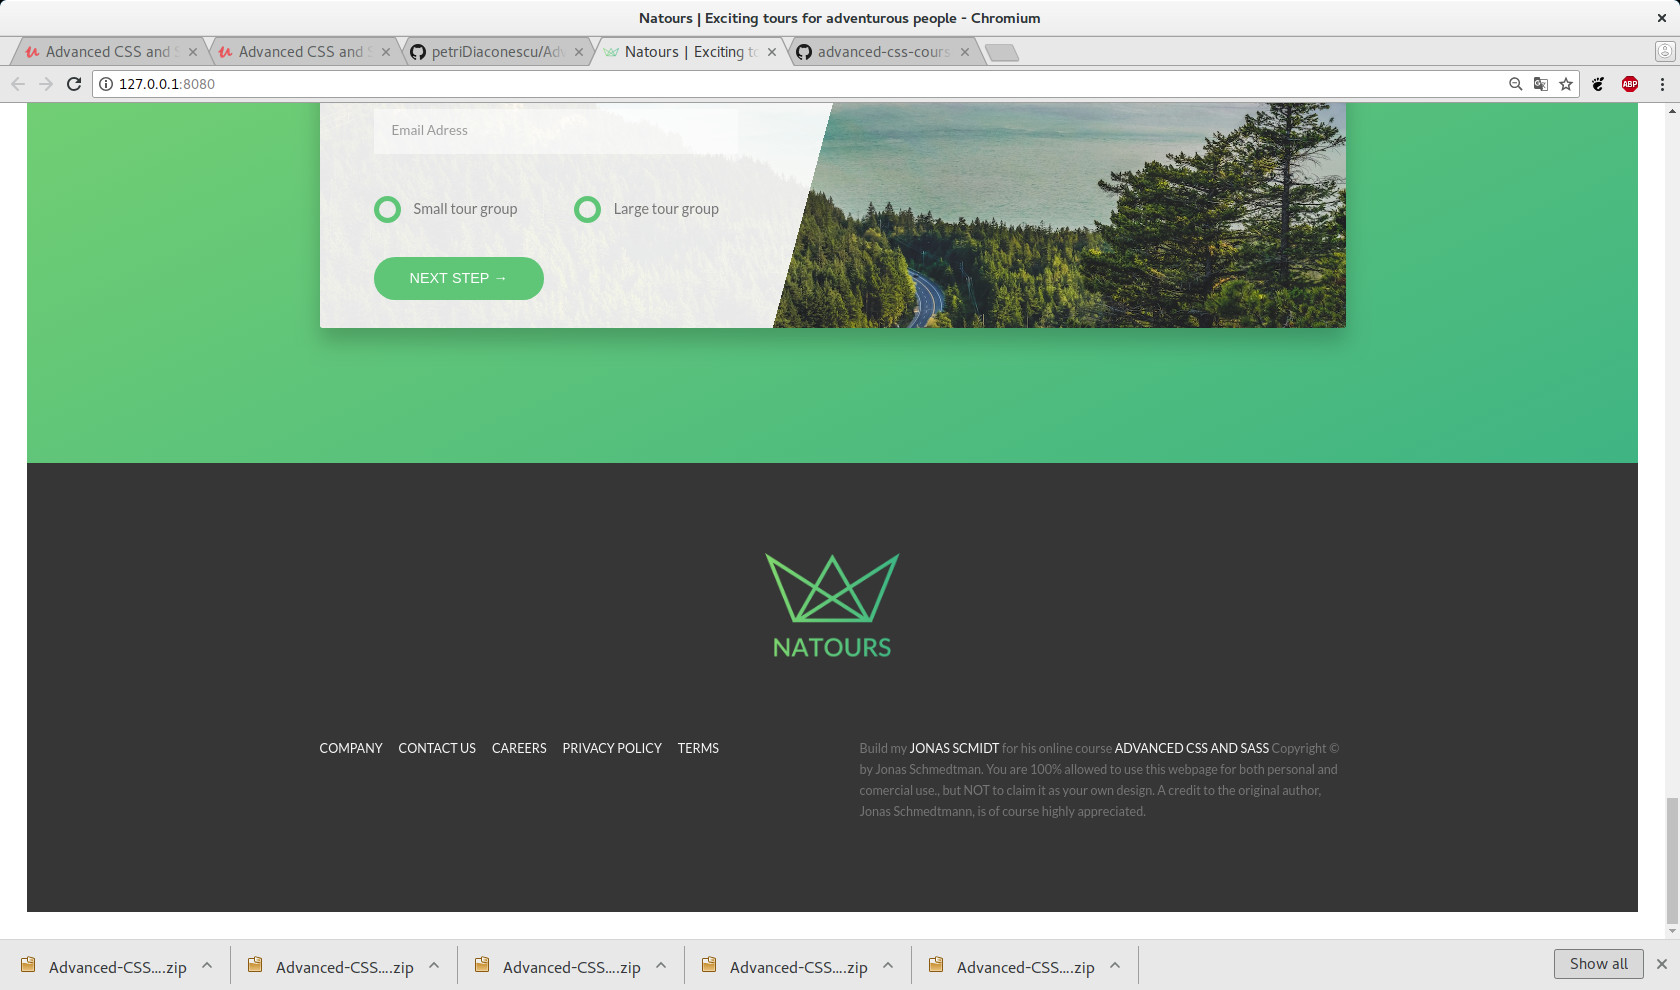 Natours | Exciting tours for adventurous people - Chromium
Advanced CSS and S
Advanced CSS and S
petriDiaconescu/Adv
Natours | Exciting to
advanced-css-cours
127.0.0.1:8080
ABP
Email Adress
Small tour group
Large tour group
NEXT STEP →
NATOURS
COMPANY CONTACT US CAREERS PRIVACY POLICY TERMS
Build my JONAS SCMIDT for his online course ADVANCED CSS AND SASS Copyright ©
by Jonas Schmedtman. You are 100% allowed to use this webpage for both personal and
comercial use., but NOT to claim it as your own design. A credit to the original author,
Jonas Schmedtmann, is of course highly appreciated.
Advanced-CSS....zip
Advanced-CSS....zip
Advanced-CSS....zip
Advanced-CSS....zip
Advanced-CSS....zip
Show all